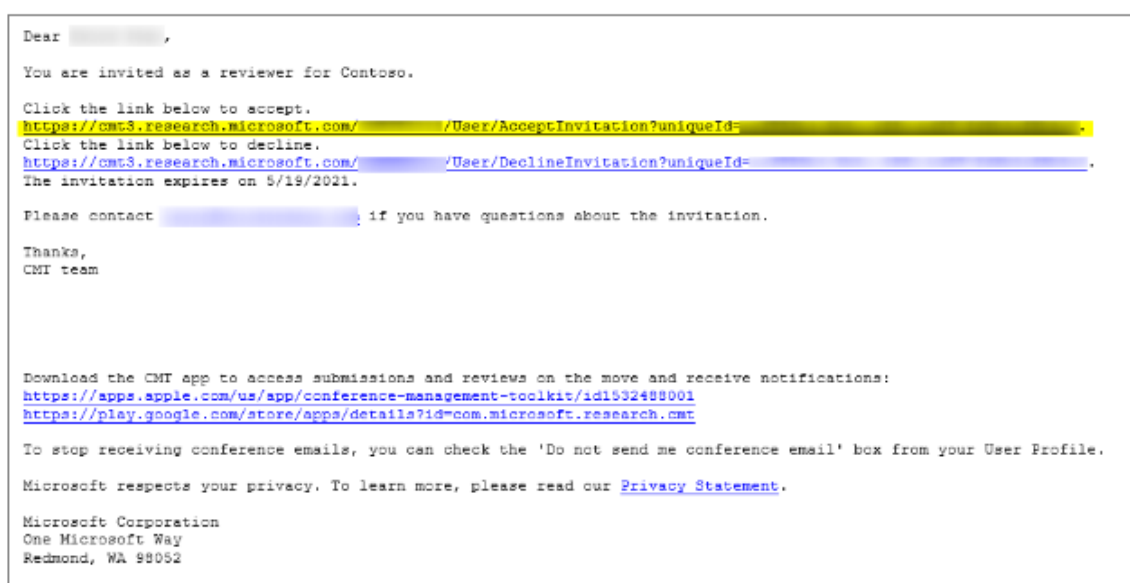 Dear ,
You are invited as a reviewer for Contoso.
Click the link below to accept.
https://cmt3.research.microsoft.com/ /User/AcceptInvitation?uniqueId= .
Click the link below to decline.
https://cmt3.research.microsoft.com/ /User/DeclineInvitation?uniqueId= .
The invitation expires on 5/19/2021.
Please contact if you have questions about the invitation.
Thanks,
CMT team
Download the CMT app to access submissions and reviews on the move and receive notifications:
https://apps.apple.com/us/app/conference-management-toolkit/id1532488001
https://play.google.com/store/apps/details?id=com.microsoft.research.cmt
To stop receiving conference emails, you can check the 'Do not send me conference email' box from your User Profile.
Microsoft respects your privacy. To learn more, please read our Privacy Statement.
Microsoft Corporation
One Microsoft Way
Redmond, WA 98052